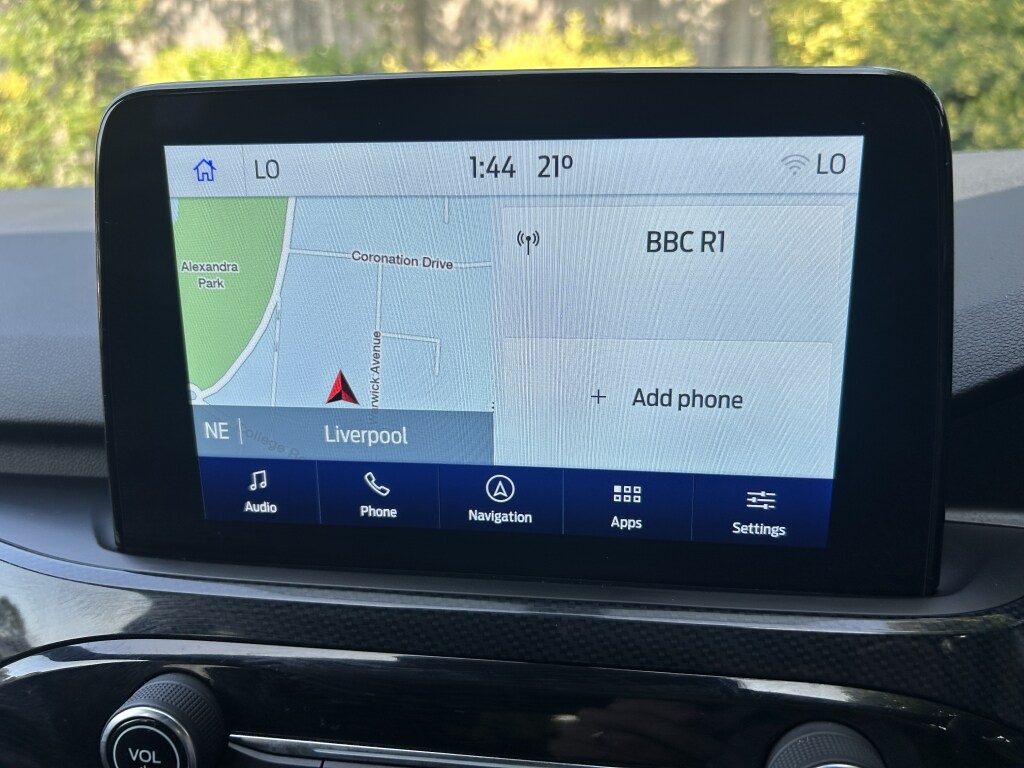 LO 1:44 21° LO
Alexandra
Park
Coronation Drive
BBC R1
+ Add phone
NE Liverpool
Audio Phone Navigation Apps Settings
VOL